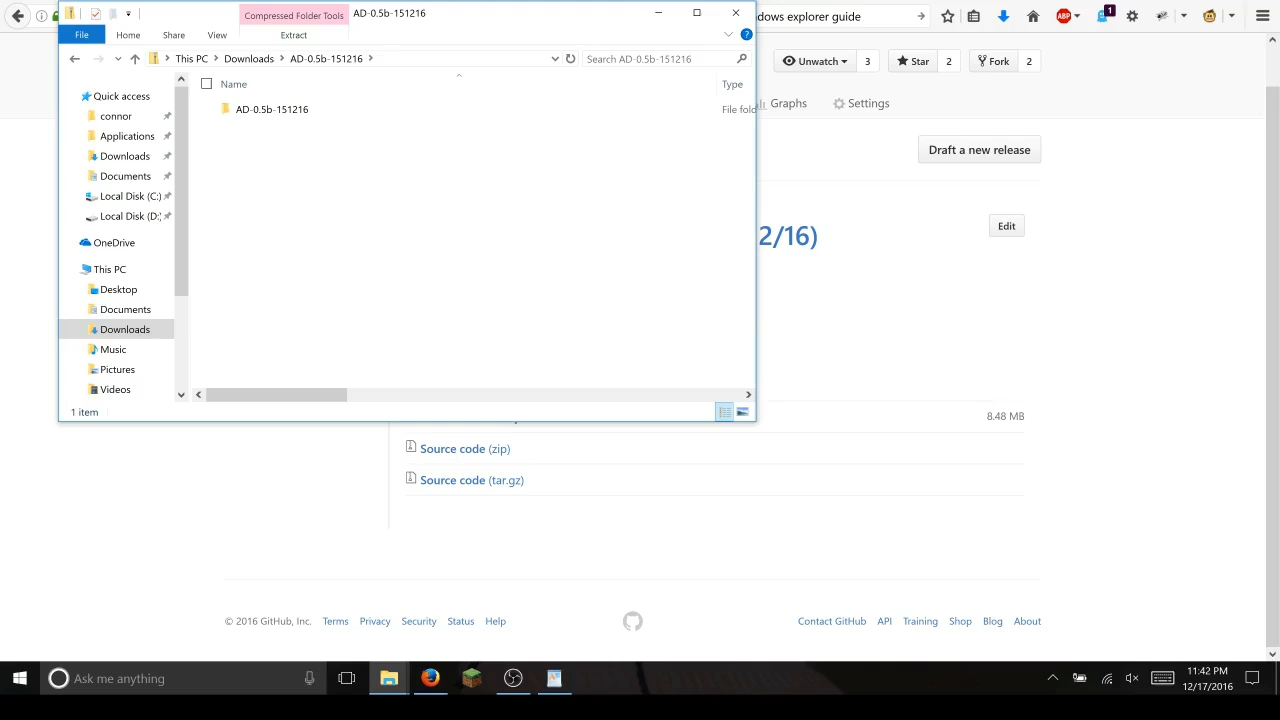 Compressed Folder Tools
AD-0.5b-151216
dows explorer guide
1
File
Home
Share
View
Extract
This PC
Downloads
AD-0.5b-151216
Search AD-0.5b-151216
Unwatch
3
Star
2
Fork
2
Name
Type
Quick access
AD-0.5b-151216
File fold
Graphs
Settings
connor
Applications
Downloads
Documents
Local Disk (C:)
Local Disk (D:)
Draft a new release
OneDrive
2/16)
Edit
This PC
Desktop
Documents
Downloads
Music
Pictures
Videos
1 item
8.48 MB
Source code (zip)
Source code (tar.gz)
© 2016 GitHub, Inc.
Terms
Privacy
Security
Status
Help
Contact GitHub
API
Training
Shop
Blog
About
Ask me anything
11:42 PM
12/17/2016